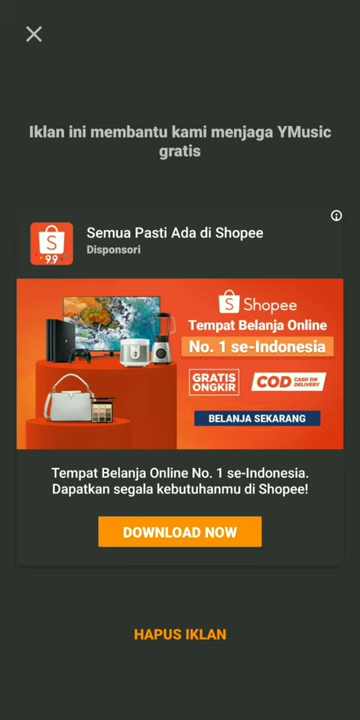 Iklan ini membantu kami menjaga YMusic
gratis
Semua Pasti Ada di Shopee
Disponsori
9.9
Shopee
Tempat Belanja Online
No. 1 se-Indonesia
GRATIS
ONGKIR
COD CASH ON
DELIVERY
BELANJA SEKARANG
Tempat Belanja Online No. 1 se-Indonesia.
Dapatkan segala kebutuhanmu di Shopee!
DOWNLOAD NOW
HAPUS IKLAN